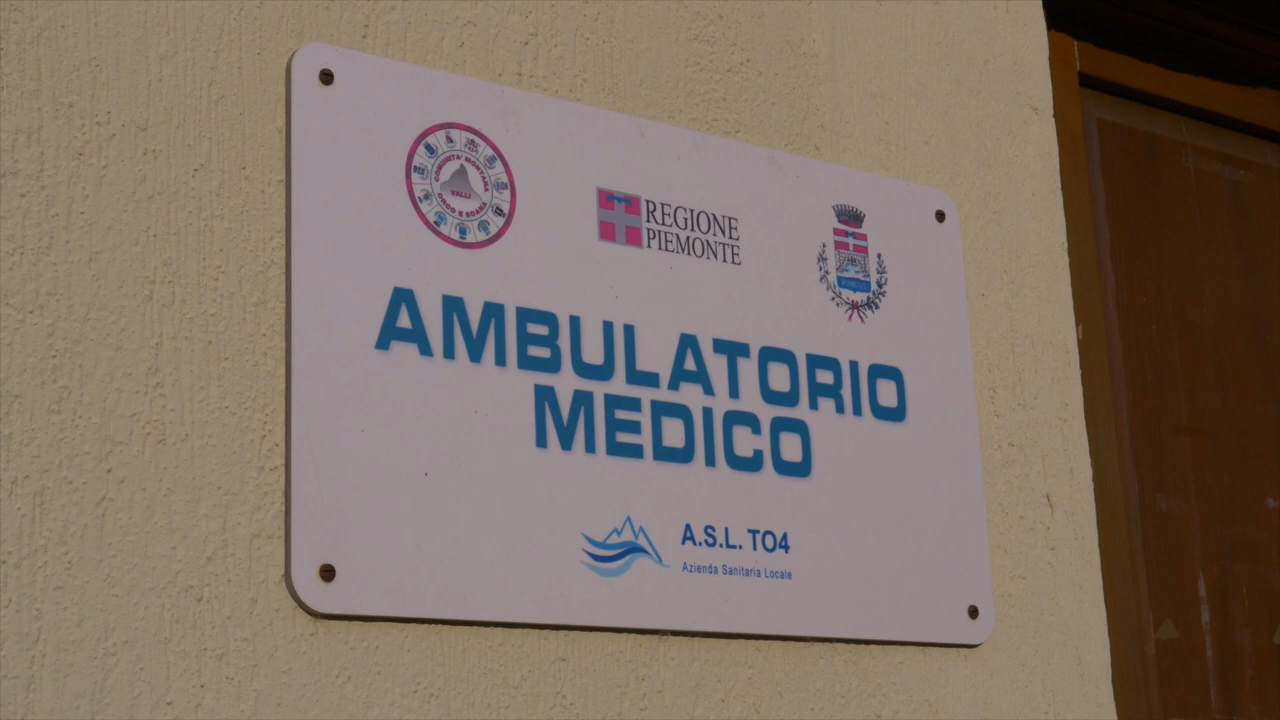 COMUNITA' MONTANA
VALLI
ORCO E SOANA
REGIONE
PIEMONTE
AMBULATORIO
MEDICO
A.S.L. TO4
Azienda Sanitaria Locale